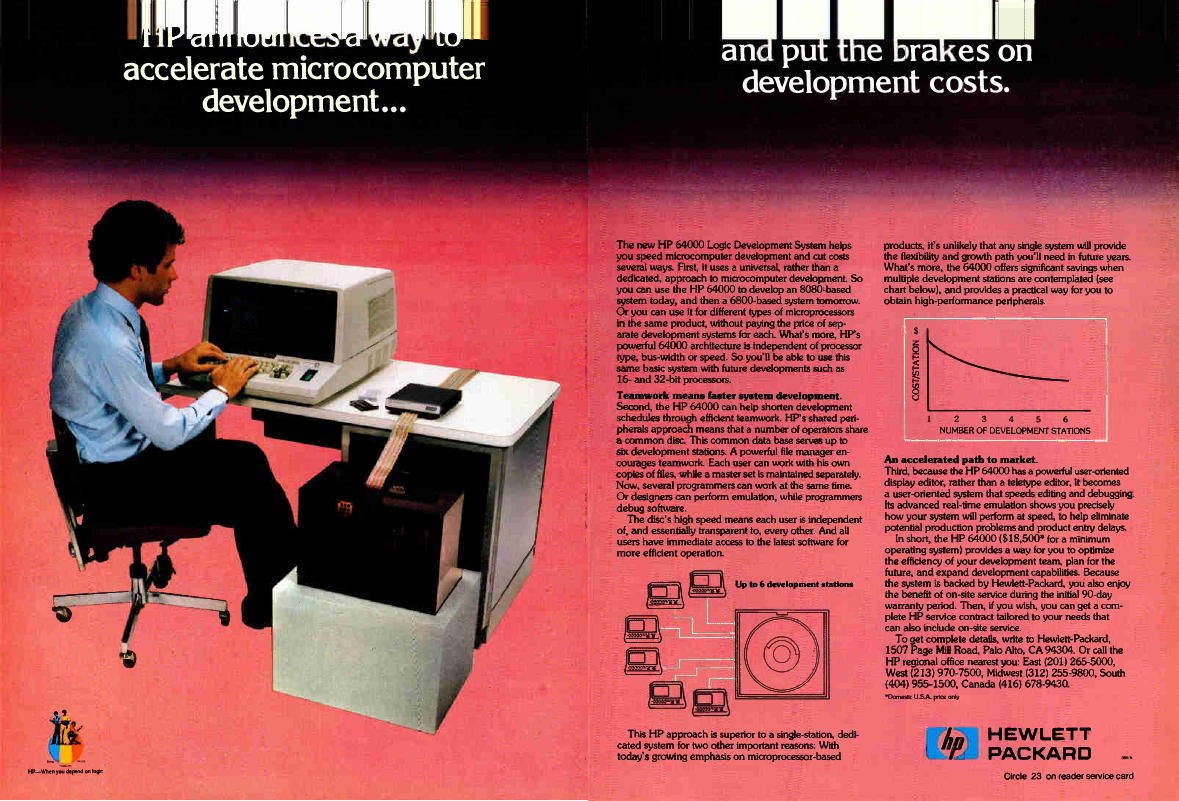 HP announces a way to
accelerate microcomputer
development...
and put the brakes on
development costs.
The new HP 64000 Logic Development System helps
you speed microcomputer development and cut costs
several ways. First, it uses a universal, rather than a
dedicated, approach to microcomputer development. So
you can use the HP 64000 to develop an 8080-based
system today, and then a 6800-based system tomorrow.
Or you can use it for different types of microprocessors
in the same product, without paying the price of sep-
arate development systems for each. What's more, HP's
powerful 64000 architecture is independent of processor
type, bus-width or speed. So you'll be able to use this
same basic system with future developments such as
16- and 32-bit processors.
Teamwork means faster system development.
Second, the HP 64000 can help shorten development
schedules through efficient teamwork. HP's shared peri-
pherals approach means that a number of operators share
a common disc. This common data base serves up to
six development stations. A powerful file manager en-
courages teamwork. Each user can work with his own
copies of files, while a master set is maintained separately.
Now, several programmers can work at the same time.
Or designers can perform emulation, while programmers
debug software.
The disc's high speed means each user is independent
of, and essentially transparent to, every other. And all
users have immediate access to the latest software for
more efficient operation.
Up to 6 development stations
This HP approach is superior to a single-station, dedi-
cated system for two other important reasons: With
today's growing emphasis on microprocessor-based
products, it's unlikely that any single system will provide
the flexibility and growth path you'll need in future years.
What's more, the 64000 offers significant savings when
multiple development stations are contemplated (see
chart below), and provides a practical way for you to
obtain high-performance peripherals.
$
COST/STATION
1 2 3 4 5 6
NUMBER OF DEVELOPMENT STATIONS
An accelerated path to market.
Third, because the HP 64000 has a powerful user-oriented
display editor, rather than a teletype editor, it becomes
a user-oriented system that speeds editing and debugging.
Its advanced real-time emulation shows you precisely
how your system will perform at speed, to help eliminate
potential production problems and product entry delays.
In short, the HP 64000 ($18,500* for a minimum
operating system) provides a way for you to optimize
the efficiency of your development team, plan for the
future, and expand development capabilities. Because
the system is backed by Hewlett-Packard, you also enjoy
the benefit of on-site service during the initial 90-day
warranty period. Then, if you wish, you can get a com-
plete HP service contract tailored to your needs that
can also include on-site service.
To get complete details, write to Hewlett-Packard,
1507 Page Mill Road, Palo Alto, CA 94304. Or call the
HP regional office nearest you: East (201) 265-5000,
West (213) 970-7500, Midwest (312) 255-9800, South
(404) 955-1500, Canada (416) 678-9430.
*Domestic U.S.A. price only
HP—When you depend on logic
hp HEWLETT
PACKARD
Circle 23 on reader service card